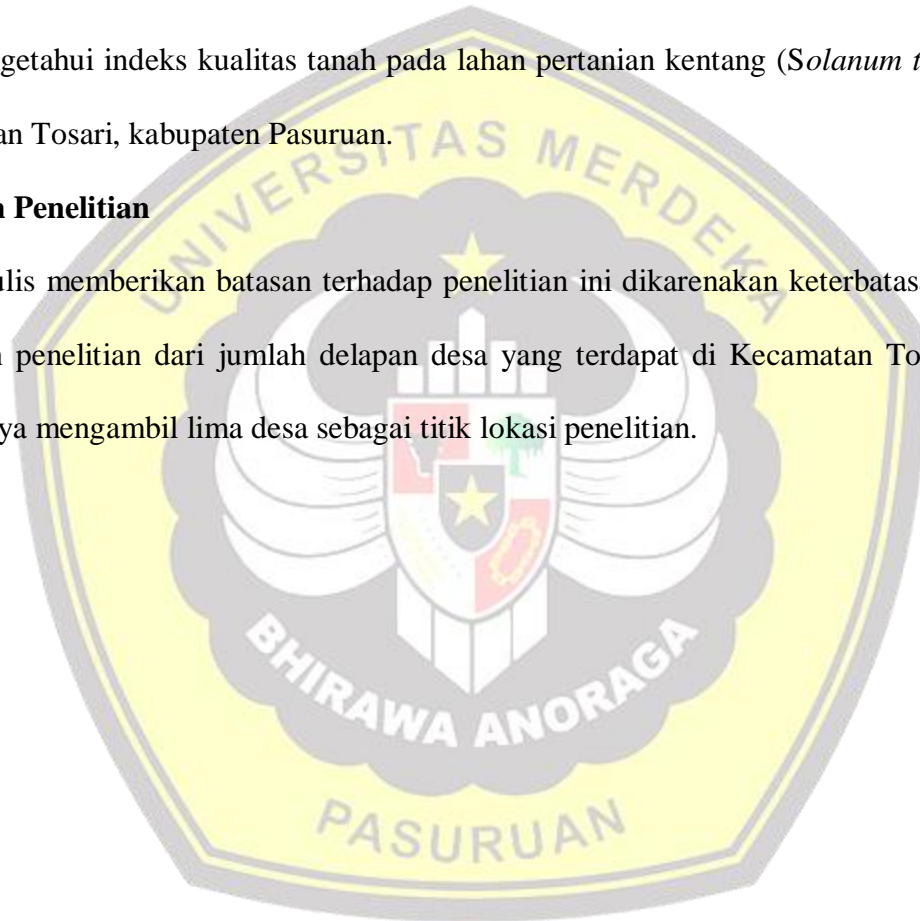 getahui indeks kualitas tanah pada lahan pertanian kentang (Solanum t
an Tosari, kabupaten Pasuruan.
n Penelitian
ulis memberikan batasan terhadap penelitian ini dikarenakan keterbatasa
n penelitian dari jumlah delapan desa yang terdapat di Kecamatan To
ya mengambil lima desa sebagai titik lokasi penelitian.
UNIVERSITAS MERDEKA
BHIRAWA ANORAGA
PASURUAN